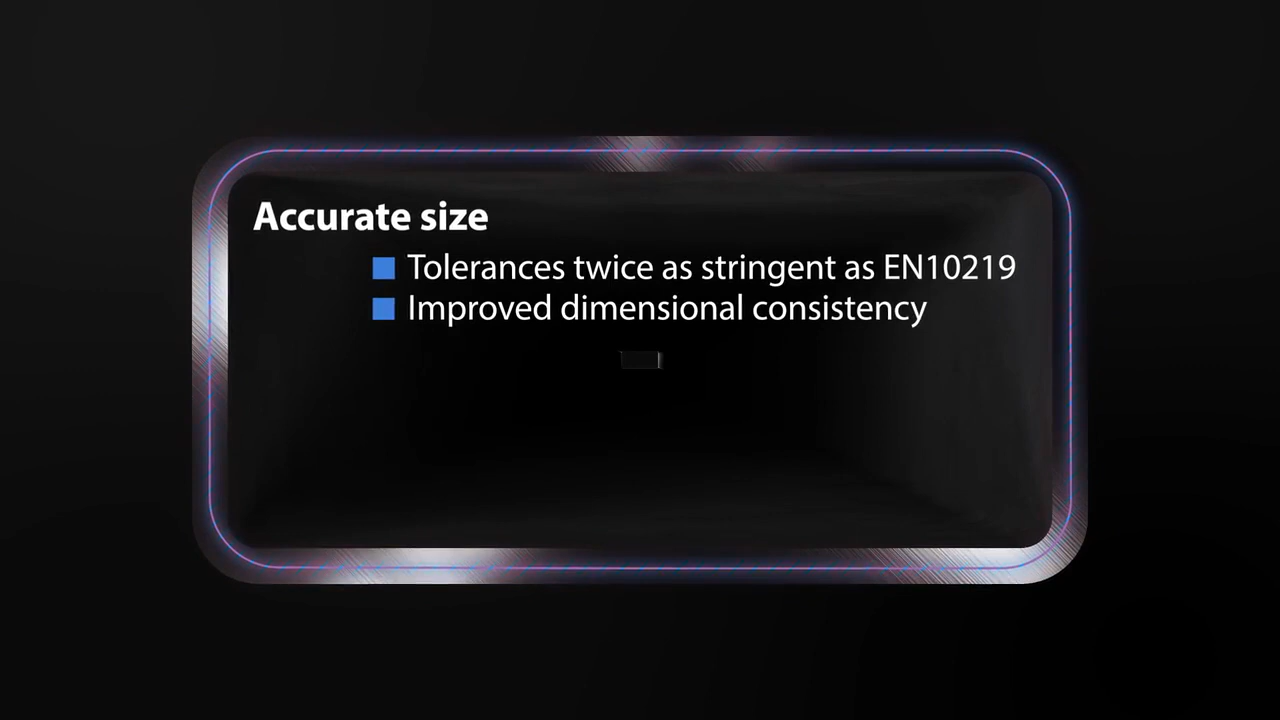 Accurate size
Tolerances twice as stringent as EN10219
Improved dimensional consistency